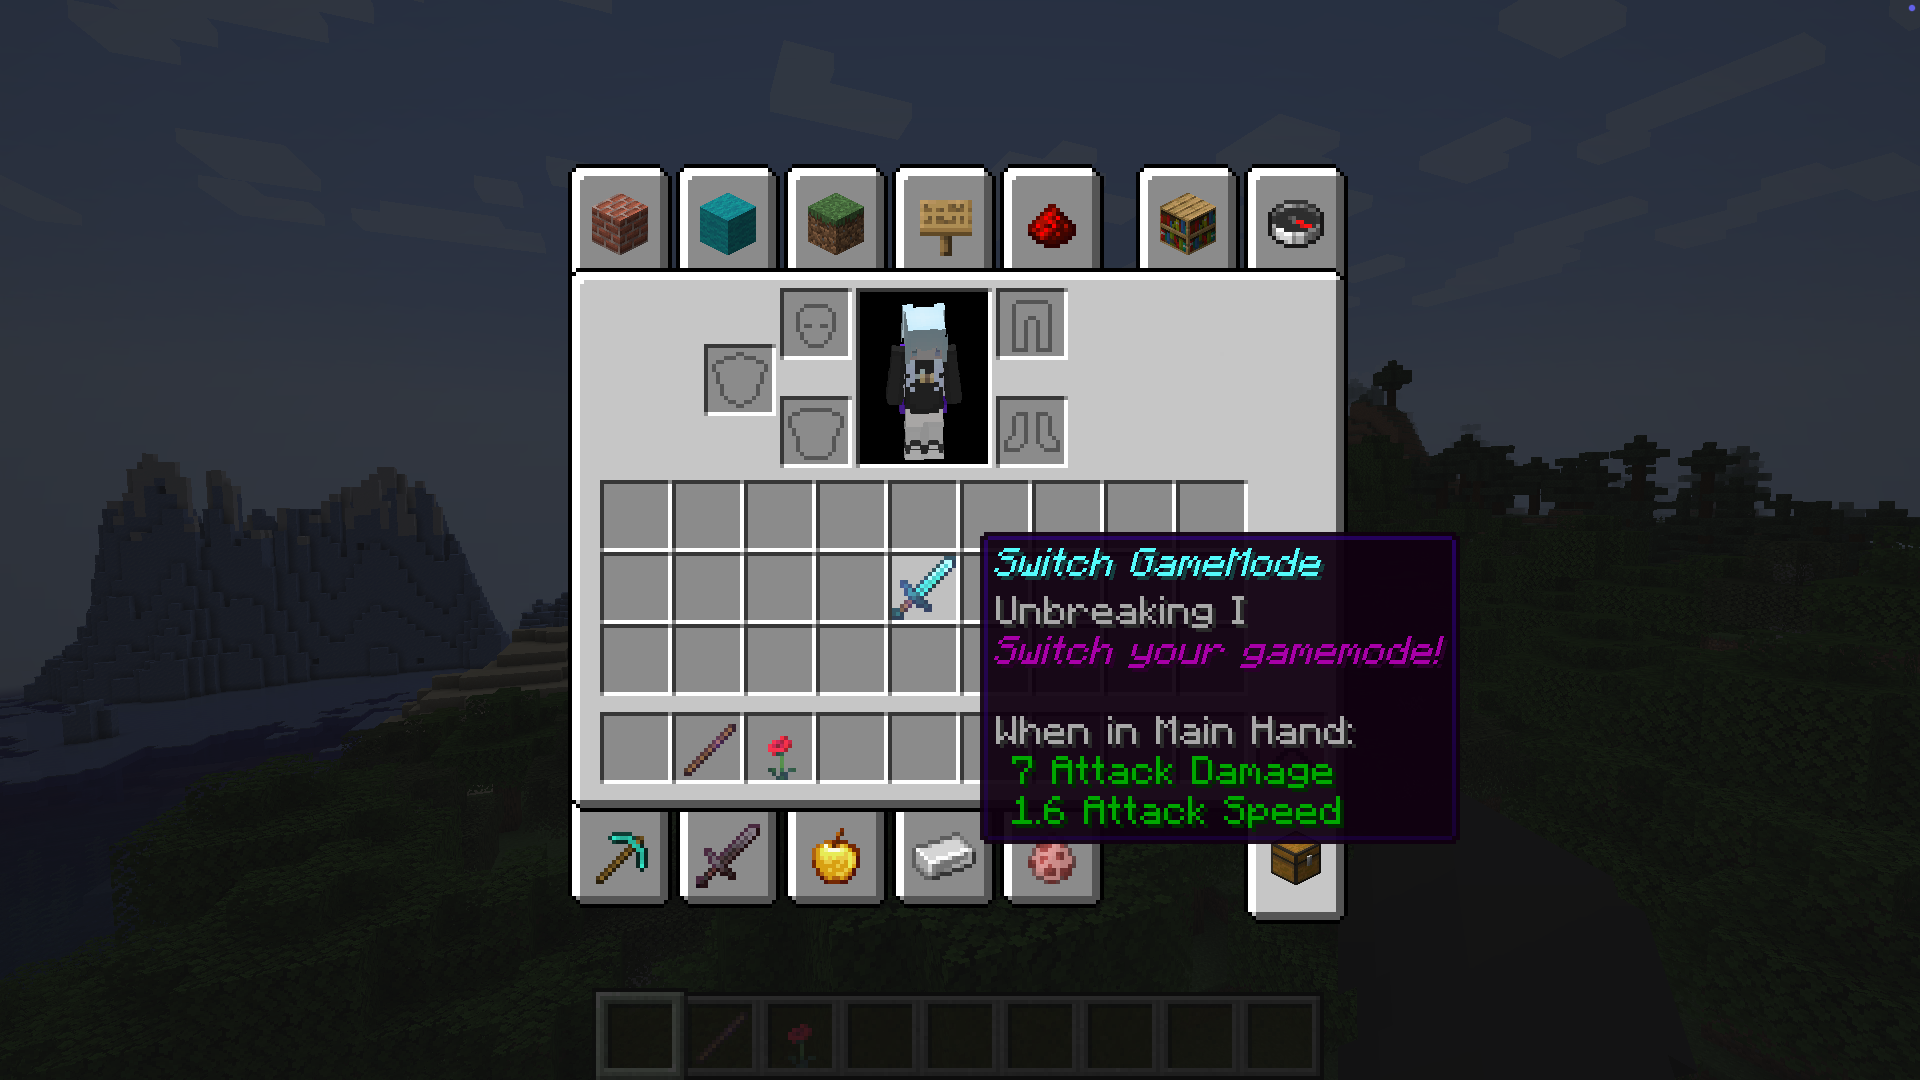 Switch GameMode
Unbreaking I
Switch your gamemode!
When in Main Hand:
7 Attack Damage
1.6 Attack Speed